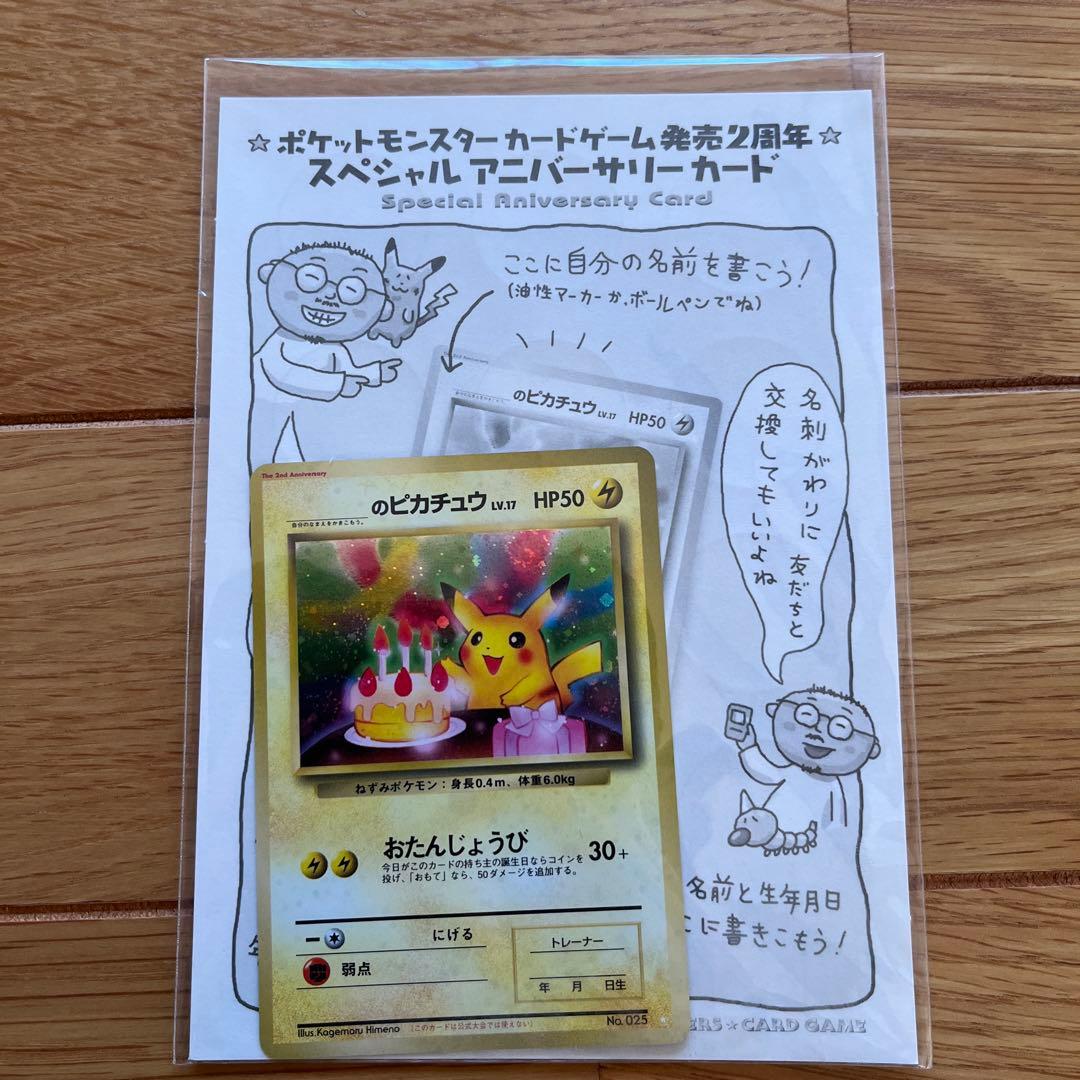 ☆ポケットモンスターカードゲーム発売2周年☆
スペシャルアニバーサリーカード
Special Aniversary Card
ここに自分の名前を書こう!
(油性マーカーか、ボールペンでね)
The 2nd Anniversary
のピカチュウ LV.17 HP50
名刺がわりに友だちと
交換してもいいよね
The 2nd Anniversary
のピカチュウ LV.17 HP50
自分のなまえをかきこもう。
ねずみポケモン:身長0.4m、体重6.0kg
おたんじょうび 30+
今日がこのカードの持ち主の誕生日ならコインを
投げ、「おもて」なら、50ダメージを追加する。
にげる
弱点
トレーナー
年 月 日生
Illus.Kagemaru Himeno
(このカードは公式大会では使えない)
No. 025
名前と生年月日
に書きこもう!
ERS★CARD GAME